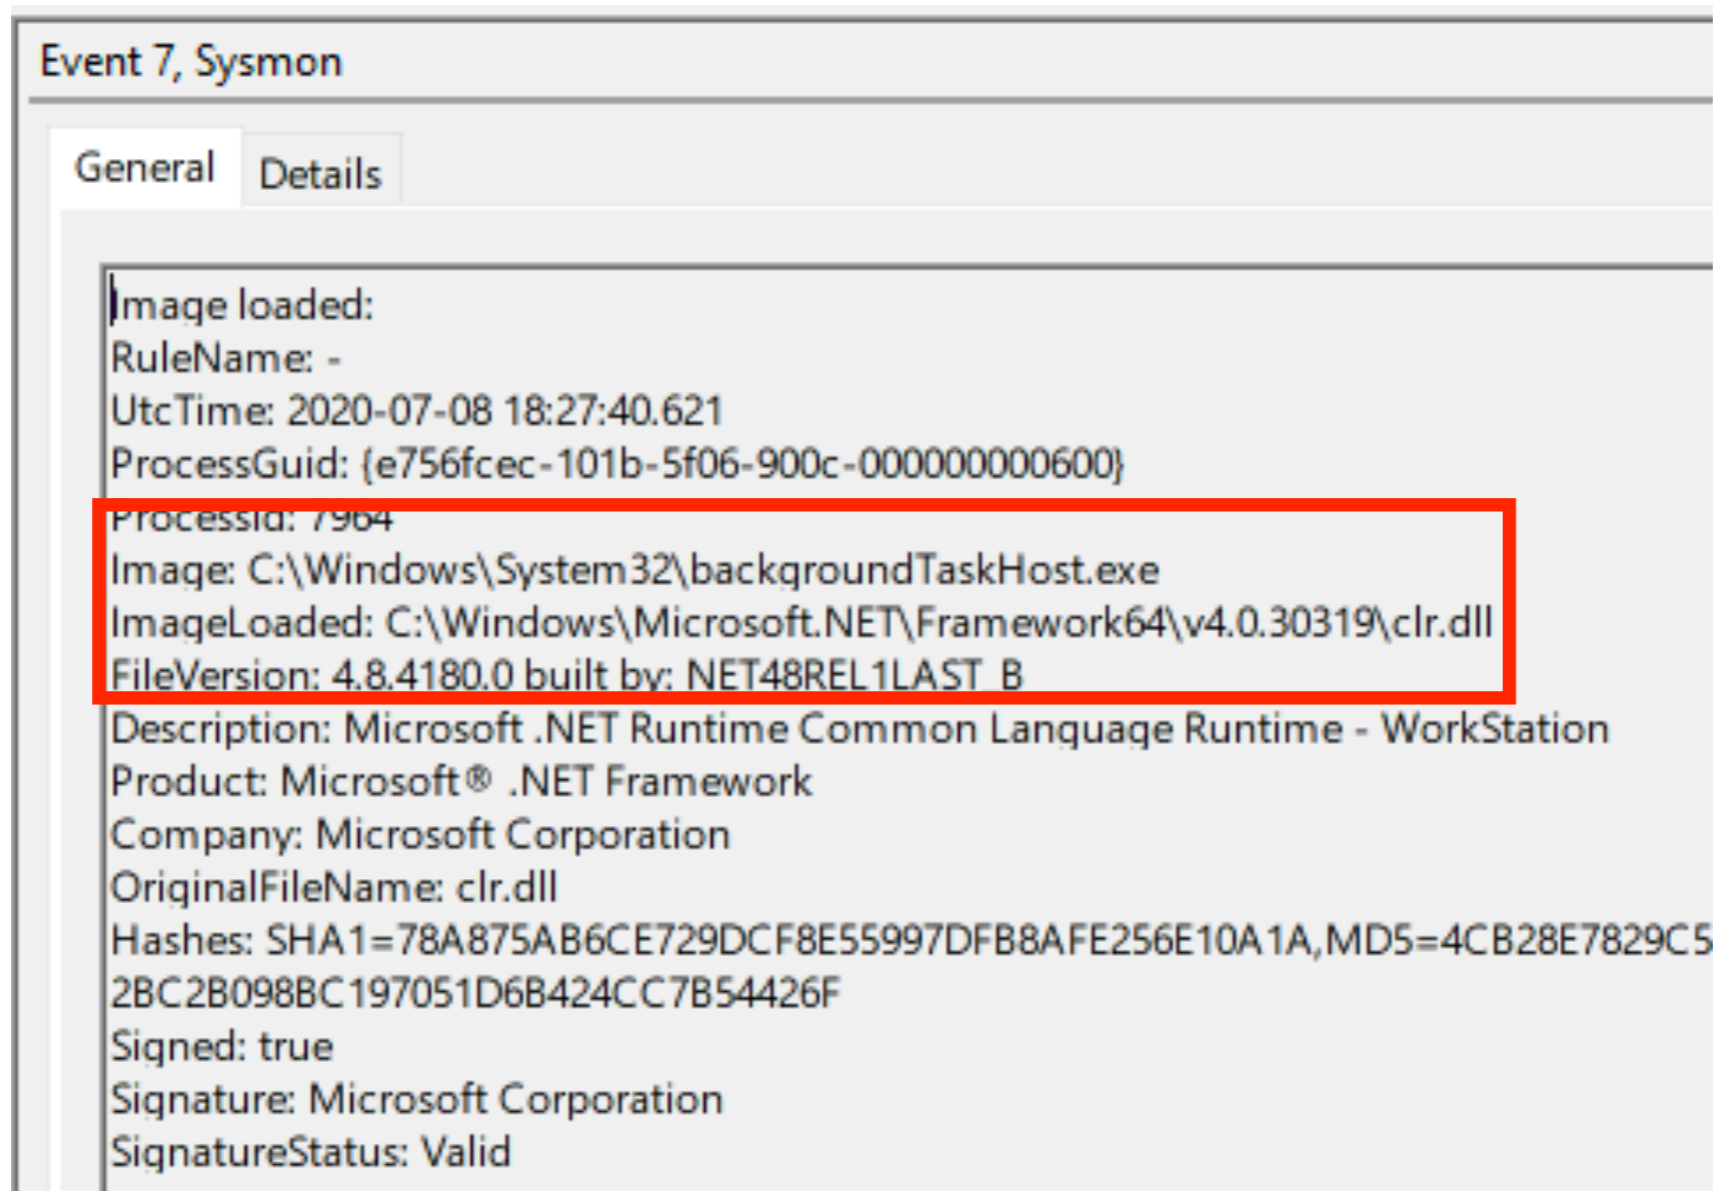 Event 7, Sysmon
General
Details
Image loaded:
RuleName: -
UtcTime: 2020-07-08 18:27:40.621
ProcessGuid: {e756fcec-101b-5f06-900c-000000000600}
ProcessId: 7964
Image: C:\Windows\System32\backgroundTaskHost.exe
ImageLoaded: C:\Windows\Microsoft.NET\Framework64\v4.0.30319\clr.dll
FileVersion: 4.8.4180.0 built by: NET48REL1LAST_B
Description: Microsoft .NET Runtime Common Language Runtime - WorkStation
Product: Microsoft® .NET Framework
Company: Microsoft Corporation
OriginalFileName: clr.dll
Hashes: SHA1=78A875AB6CE729DCF8E55997DFB8AFE256E10A1A,MD5=4CB28E7829C5
2BC2B098BC197051D6B424CC7B54426F
Signed: true
Signature: Microsoft Corporation
SignatureStatus: Valid